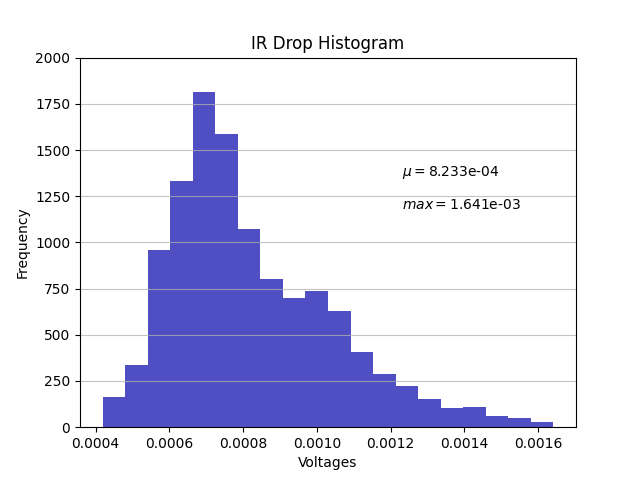 IR Drop Histogram
2000
1750
1500
1250
1000
750
500
250
0
Frequency
μ = 8.233e-04
max = 1.641e-03
0.0004 0.0006 0.0008 0.0010 0.0012 0.0014 0.0016
Voltages